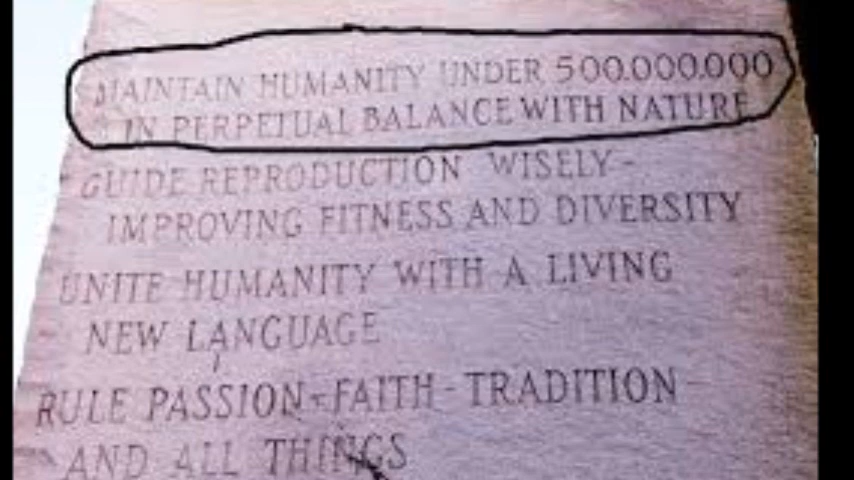 MAINTAIN HUMANITY UNDER 500.000.000
IN PERPETUAL BALANCE WITH NATURE
GUIDE REPRODUCTION WISELY-
IMPROVING FITNESS AND DIVERSITY
UNITE HUMANITY WITH A LIVING
NEW LANGUAGE
RULE PASSION-FAITH-TRADITION-
AND ALL THINGS